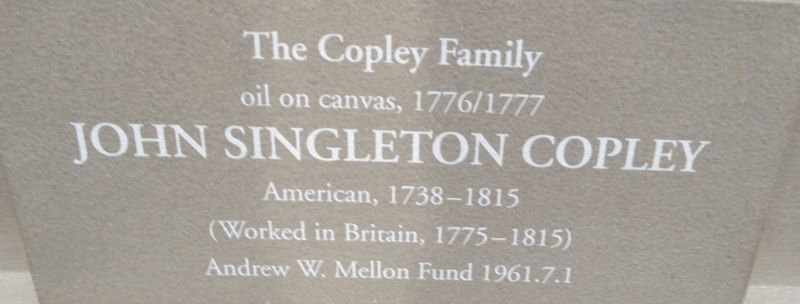 The Copley Family
oil on canvas, 1776/1777
JOHN SINGLETON COPLEY
American, 1738–1815
(Worked in Britain, 1775–1815)
Andrew W. Mellon Fund 1961.7.1